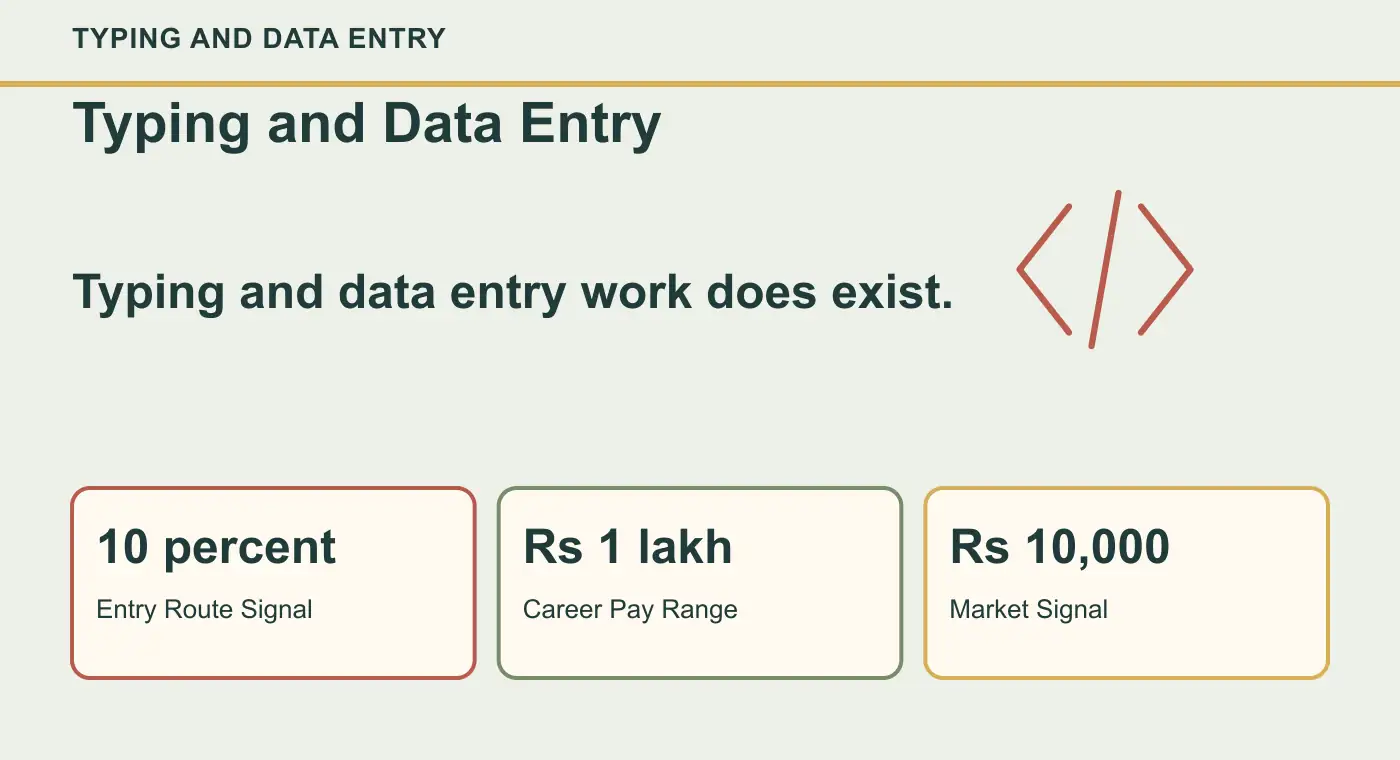 TYPING AND DATA ENTRY
Typing and Data Entry
Typing and data entry work does exist.
10 percent
Entry Route Signal
Rs 1 lakh
Career Pay Range
Rs 10,000
Market Signal